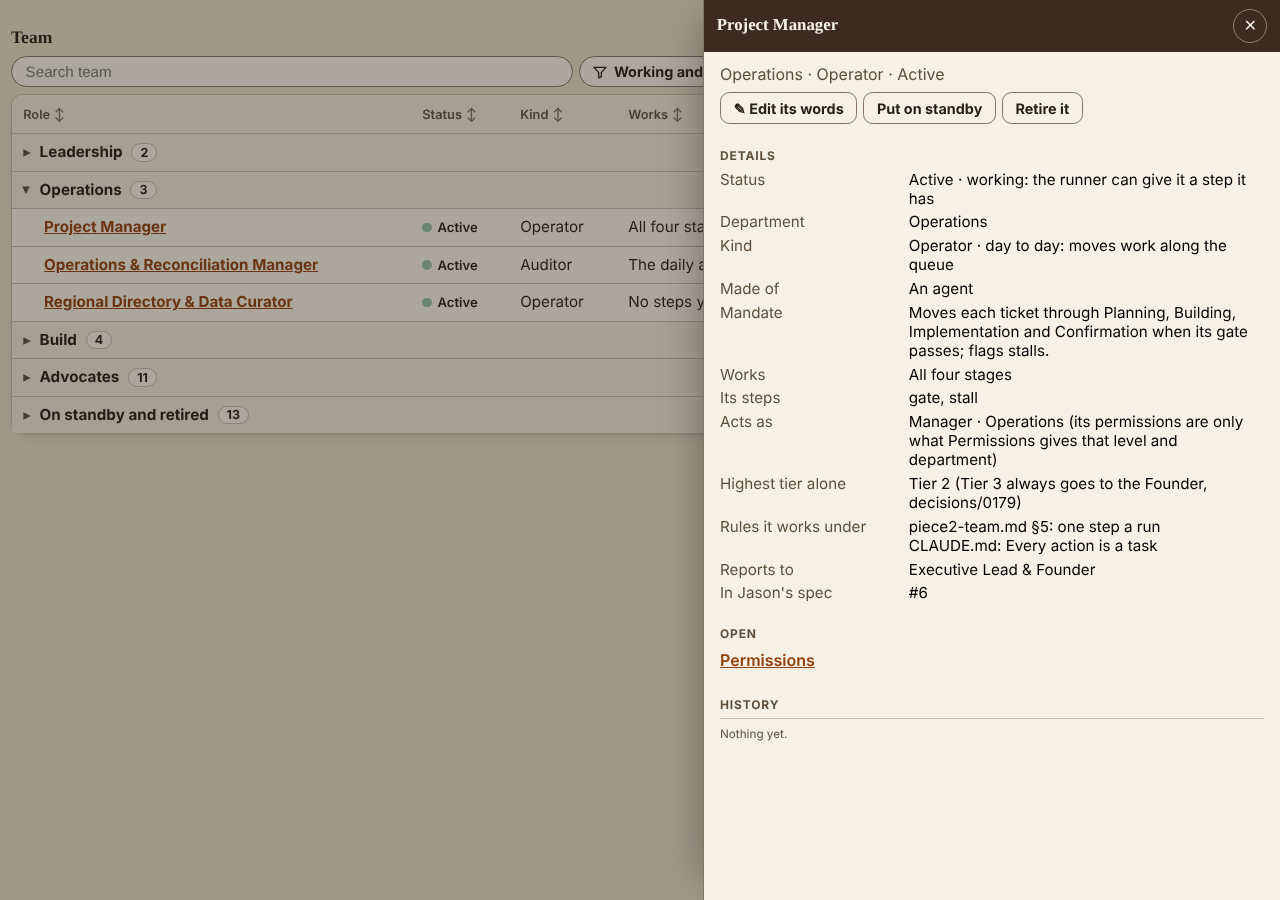 Team
Search team
Working and
Role Status Kind Works
Leadership 2
Operations 3
Project Manager Active Operator All four sta
Operations & Reconciliation Manager Active Auditor The daily a
Regional Directory & Data Curator Active Operator No steps y
Build 4
Advocates 11
On standby and retired 13
Project Manager
Operations · Operator · Active
✎ Edit its words Put on standby Retire it
DETAILS
Status Active · working: the runner can give it a step it
has
Department Operations
Kind Operator · day to day: moves work along the
queue
Made of An agent
Mandate Moves each ticket through Planning, Building,
Implementation and Confirmation when its gate
passes; flags stalls.
Works All four stages
Its steps gate, stall
Acts as Manager · Operations (its permissions are only
what Permissions gives that level and
department)
Highest tier alone Tier 2 (Tier 3 always goes to the Founder,
decisions/0179)
Rules it works under piece2-team.md §5: one step a run
CLAUDE.md: Every action is a task
Reports to Executive Lead & Founder
In Jason's spec #6
OPEN
Permissions
HISTORY
Nothing yet.